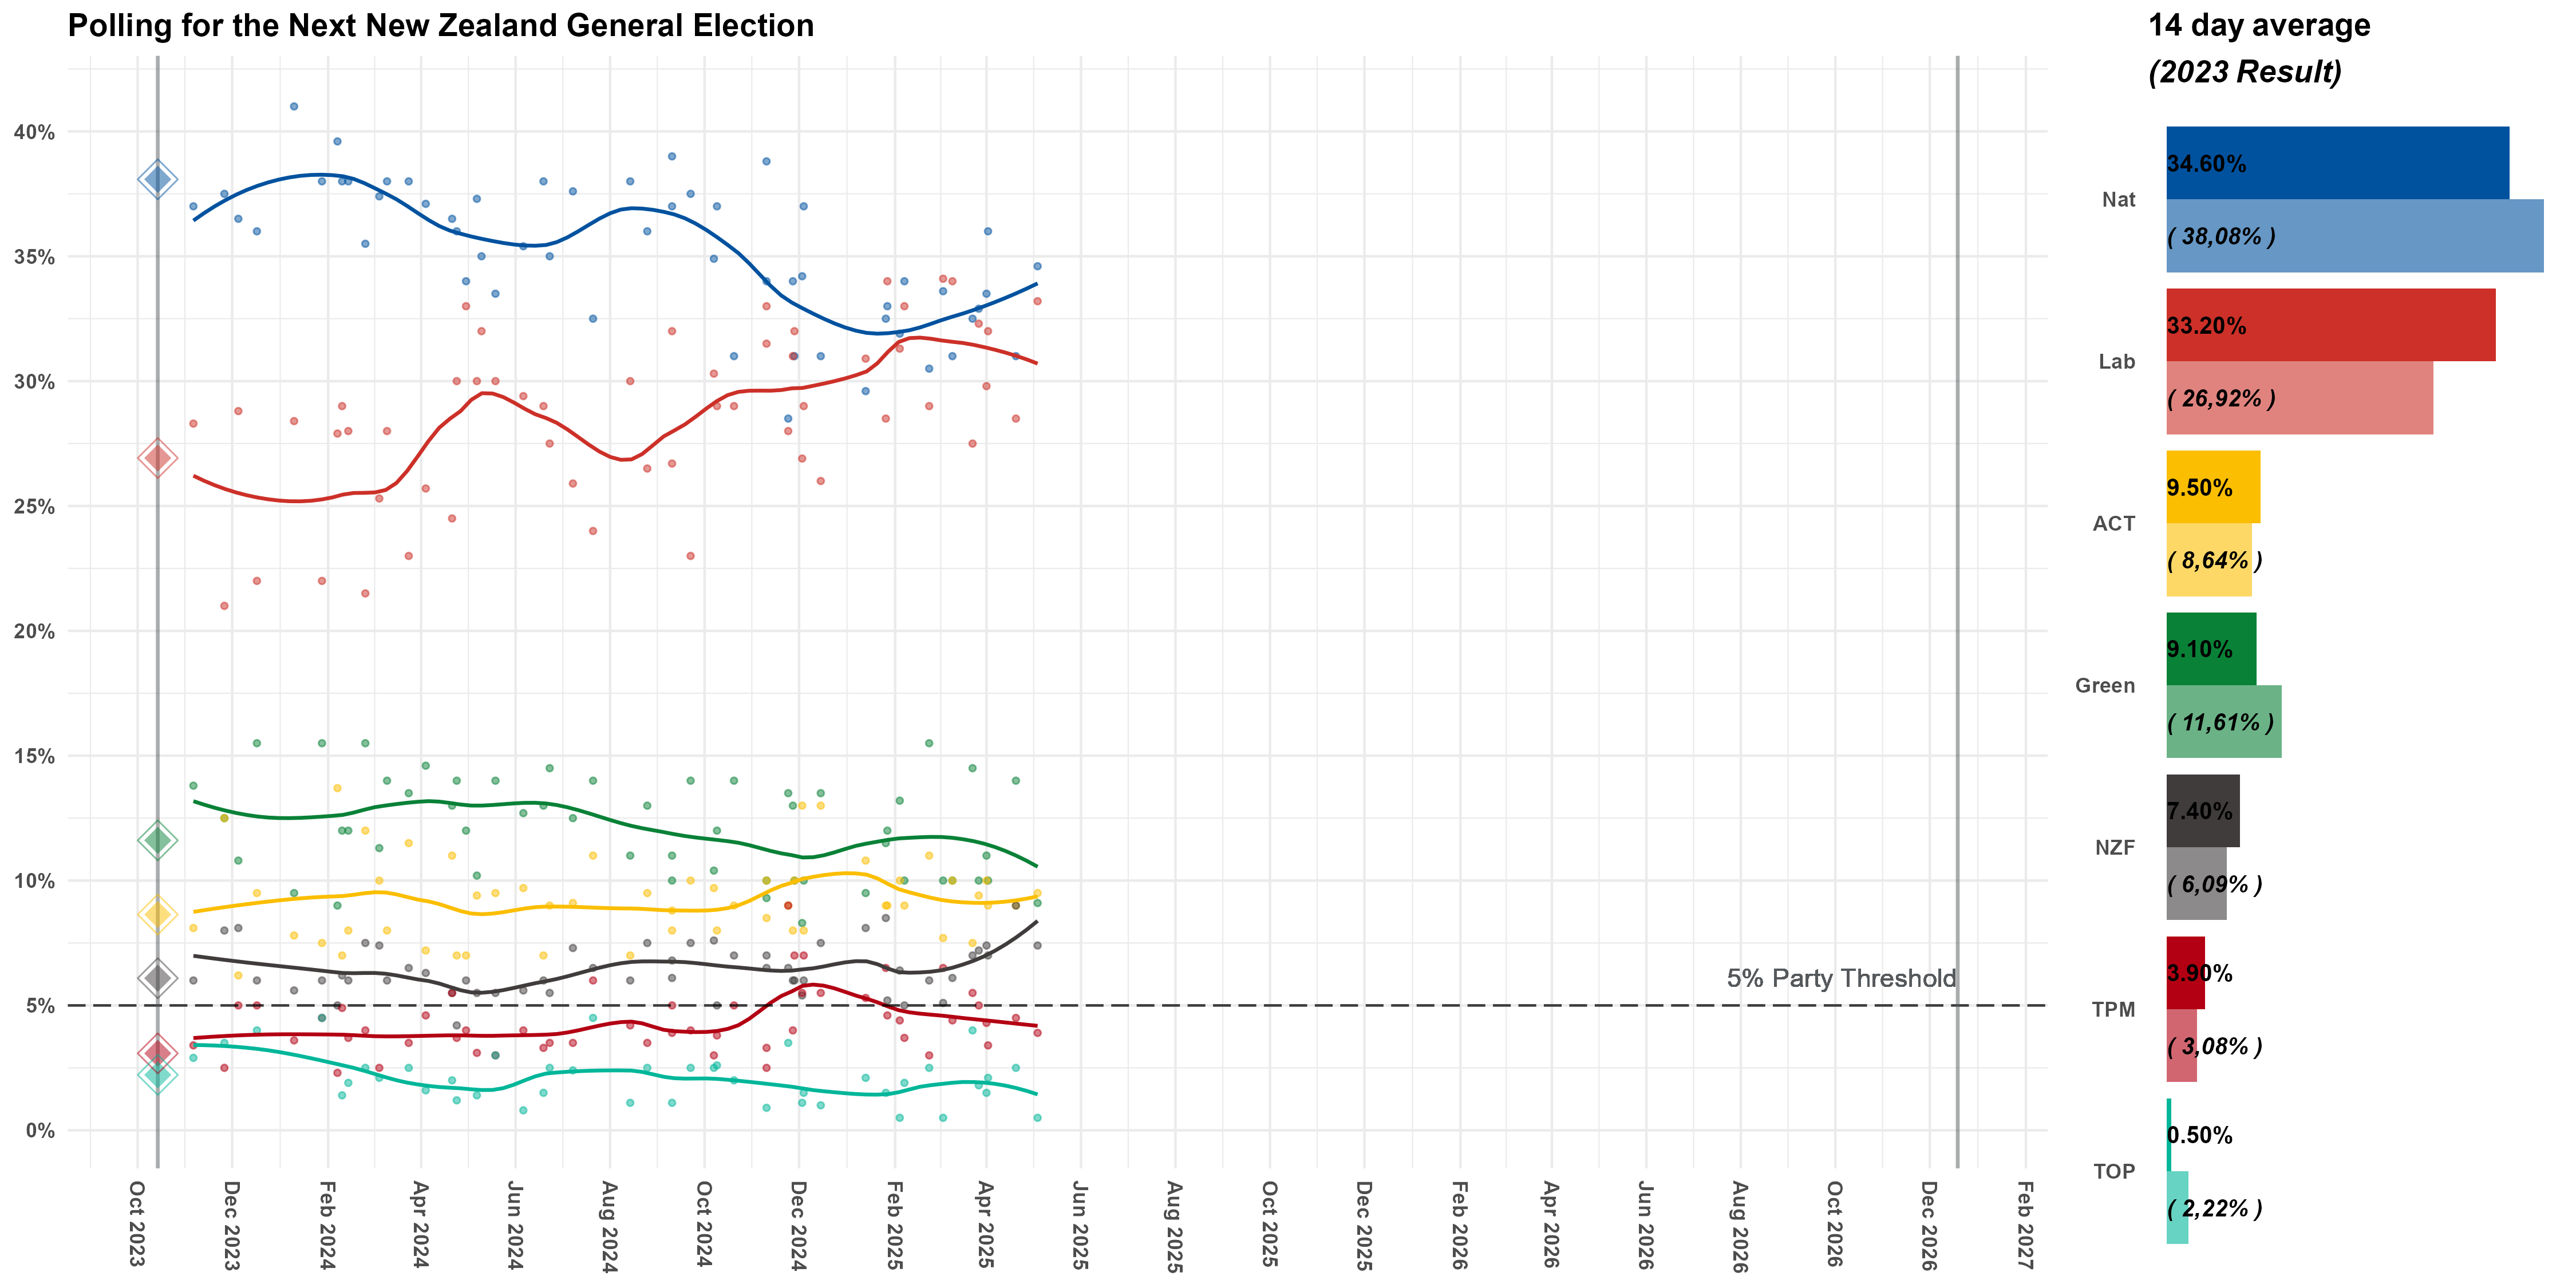 Polling for the Next New Zealand General Election
40%
35%
30%
25%
20%
15%
10%
5%
0%
5% Party Threshold
Oct 2023
Dec 2023
Feb 2024
Apr 2024
Jun 2024
Aug 2024
Oct 2024
Dec 2024
Feb 2025
Apr 2025
Jun 2025
Aug 2025
Oct 2025
Dec 2025
Feb 2026
Apr 2026
Jun 2026
Aug 2026
Oct 2026
Dec 2026
Feb 2027
14 day average
(2023 Result)
Nat
34.60%
( 38,08% )
Lab
33.20%
( 26,92% )
ACT
9.50%
( 8,64% )
Green
9.10%
( 11,61% )
NZF
7.40%
( 6,09% )
TPM
3.90%
( 3,08% )
TOP
0.50%
( 2,22% )